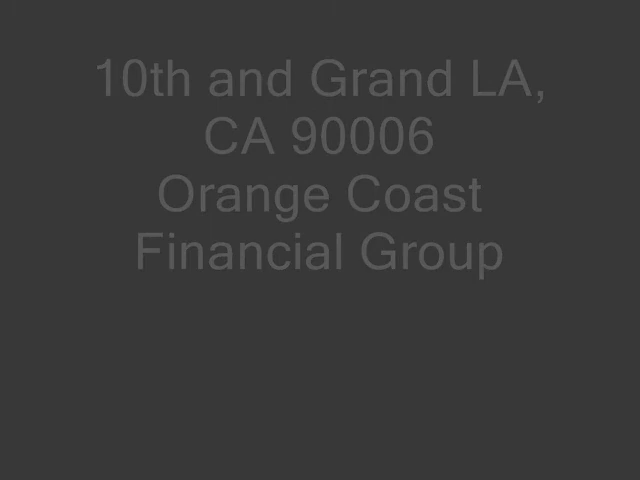 10th and Grand LA,
CA 90006
Orange Coast
Financial Group